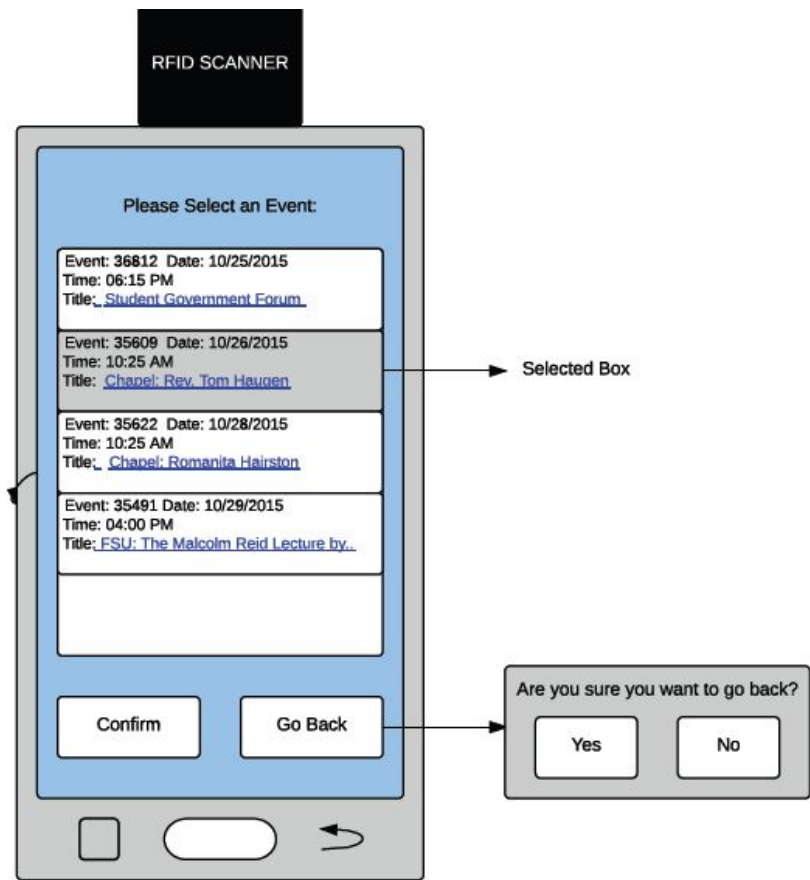 RFID SCANNER
Please Select an Event:
Event: 36812 Date: 10/25/2015
Time: 06:15 PM
Title: Student Government Forum
Event: 35609 Date: 10/26/2015
Time: 10:25 AM
Title: Chapel: Rev. Tom Haugen
Selected Box
Event: 35622 Date: 10/28/2015
Time: 10:25 AM
Title: Chapel: Romanita Hairston
Event: 35491 Date: 10/29/2015
Time: 04:00 PM
Title: FSU: The Malcolm Reid Lecture by..
Confirm
Go Back
Are you sure you want to go back?
Yes
No